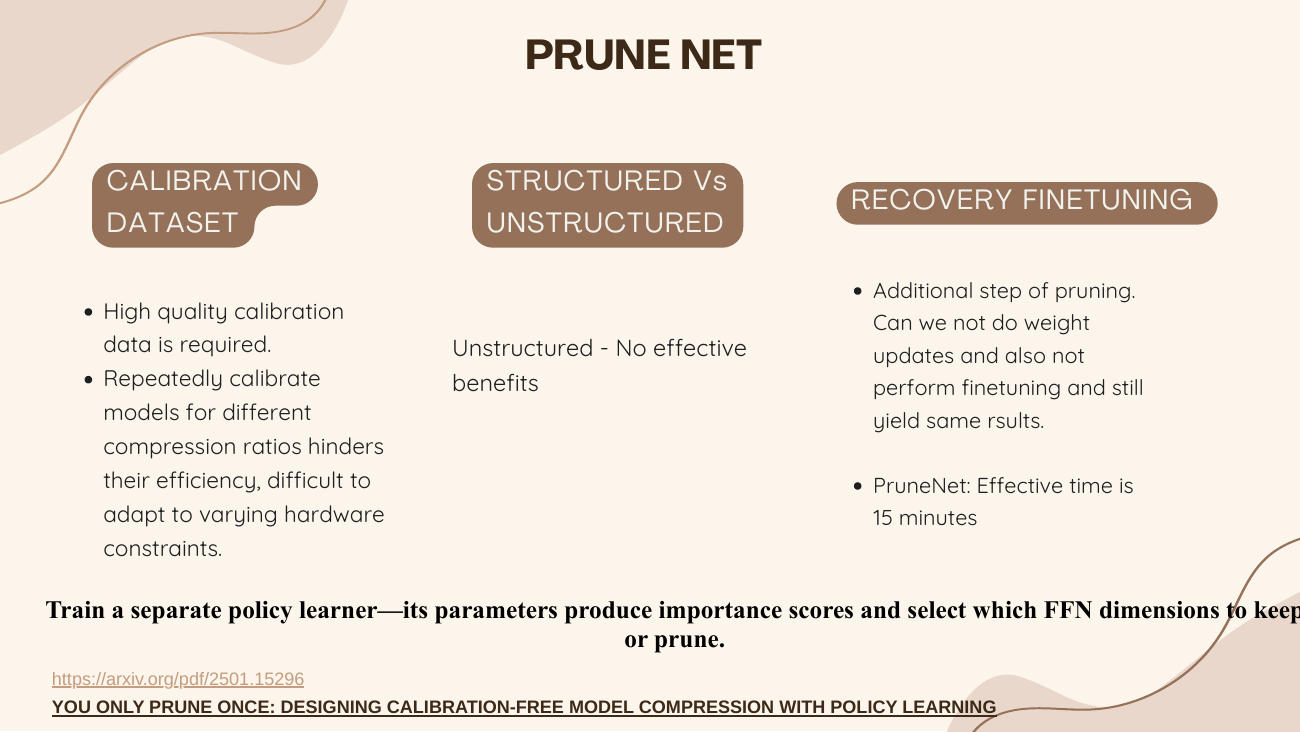 PRUNE NET
CALIBRATION
DATASET
High quality calibration
data is required.
Repeatedly calibrate
models for different
compression ratios hinders
their efficiency, difficult to
adapt to varying hardware
constraints.
STRUCTURED Vs
UNSTRUCTURED
Unstructured - No effective
benefits
RECOVERY FINETUNING
Additional step of pruning.
Can we not do weight
updates and also not
perform finetuning and still
yield same rsults.
PruneNet: Effective time is
15 minutes
Train a separate policy learner—its parameters produce importance scores and select which FFN dimensions to keep
or prune.
https://arxiv.org/pdf/2501.15296
YOU ONLY PRUNE ONCE: DESIGNING CALIBRATION-FREE MODEL COMPRESSION WITH POLICY LEARNING